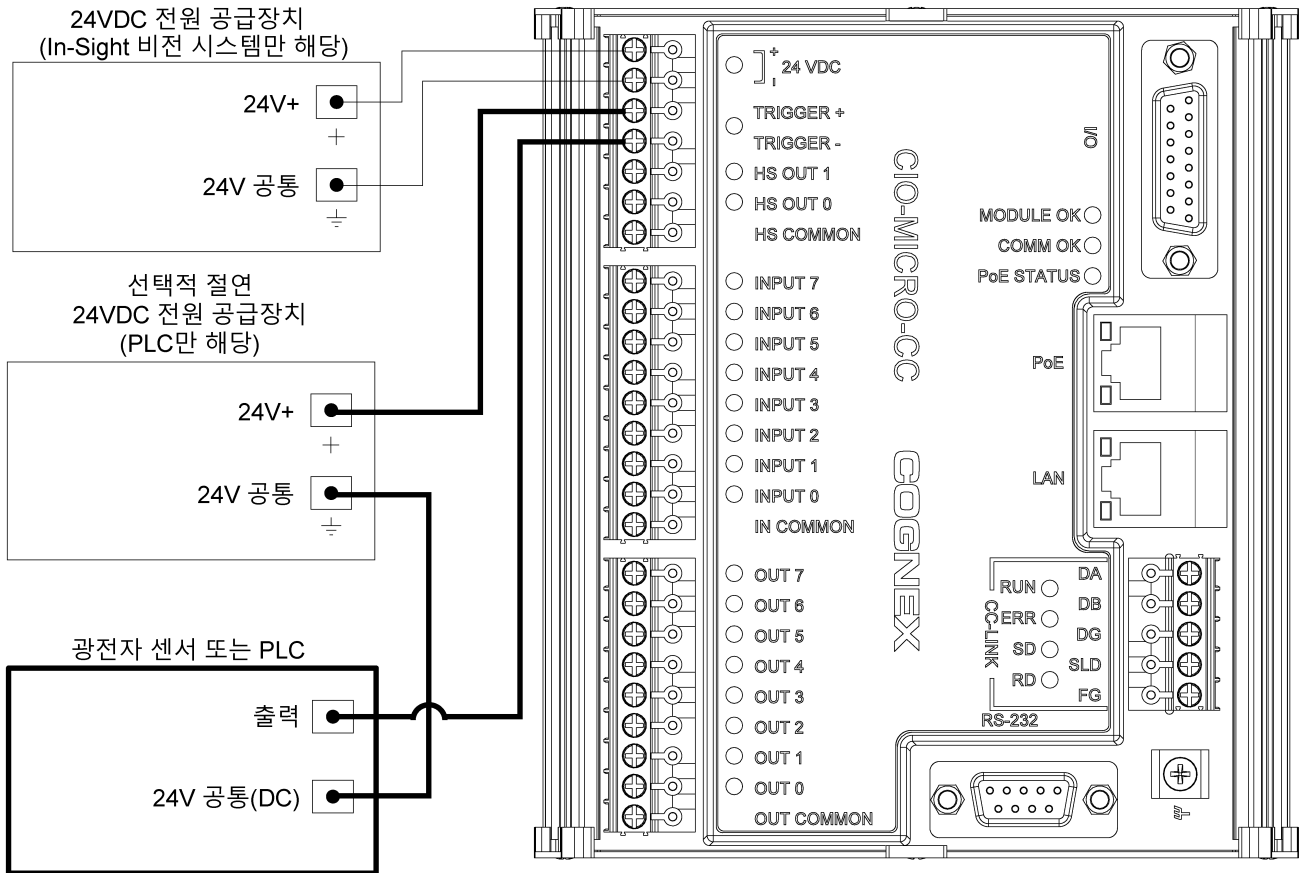 24VDC 전원 공급장치
(In-Sight 비전 시스템만 해당)
24V+
24V 공통
선택적 절연
24VDC 전원 공급장치
(PLC만 해당)
24V+
24V 공통
광전자 센서 또는 PLC
출력
24V 공통(DC)
+
-
24 VDC
TRIGGER +
TRIGGER -
HS OUT 1
HS OUT 0
HS COMMON
INPUT 7
INPUT 6
INPUT 5
INPUT 4
INPUT 3
INPUT 2
INPUT 1
INPUT 0
IN COMMON
OUT 7
OUT 6
OUT 5
OUT 4
OUT 3
OUT 2
OUT 1
OUT 0
OUT COMMON
CIO-MICRO-CC
COGNEX
I/O
MODULE OK
COMM OK
PoE STATUS
PoE
LAN
CC-LINK
RUN
ERR
SD
RD
DA
DB
DG
SLD
FG
RS-232